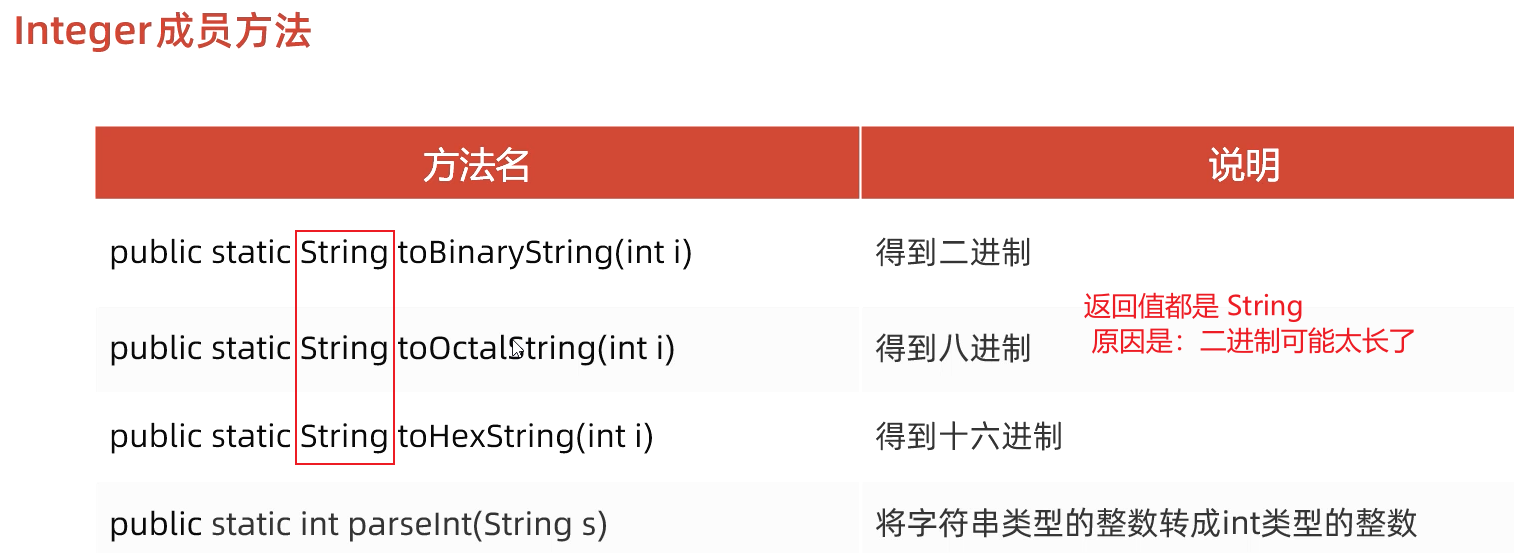 Integer成员方法
方法名 说明
public static String toBinaryString(int i) 得到二进制
返回值都是 String
public static String toOctalString(int i) 得到八进制
原因是：二进制可能太长了
public static String toHexString(int i) 得到十六进制
public static int parseInt(String s) 将字符串类型的整数转成int类型的整数